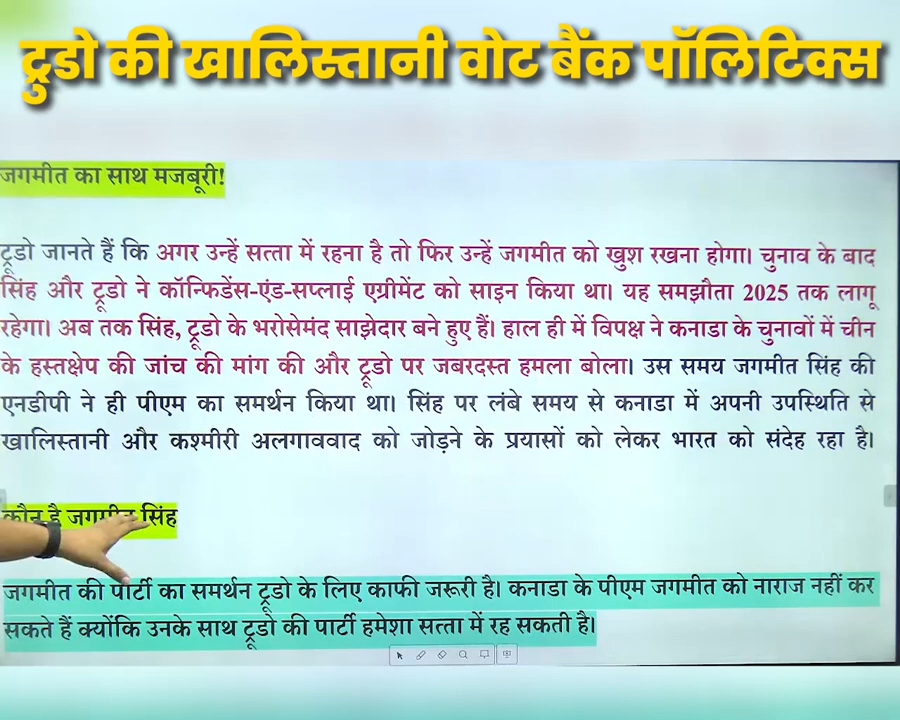 ट्रुडो की खालिस्तानी वोट बैंक पॉलिटिक्स
जगमीत का साथ मजबूरी!
ट्रूडो जानते हैं कि अगर उन्हें सत्ता में रहना है तो फिर उन्हें जगमीत को खुश रखना होगा। चुनाव के बाद
सिंह और ट्रूडो ने कॉन्फिडेंस-एंड-सप्लाई एग्रीमेंट को साइन किया था। यह समझौता 2025 तक लागू
रहेगा। अब तक सिंह, ट्रूडो के भरोसेमंद साझेदार बने हुए हैं। हाल ही में विपक्ष ने कनाडा के चुनावों में चीन
के हस्तक्षेप की जांच की मांग की और ट्रूडो पर जबरदस्त हमला बोला। उस समय जगमीत सिंह की
एनडीपी ने ही पीएम का समर्थन किया था। सिंह पर लंबे समय से कनाडा में अपनी उपस्थिति से
खालिस्तानी और कश्मीरी अलगाववाद को जोड़ने के प्रयासों को लेकर भारत को संदेह रहा है।
कौन है जगमीत सिंह
जगमीत की पार्टी का समर्थन ट्रूडो के लिए काफी जरूरी है। कनाडा के पीएम जगमीत को नाराज नहीं कर
सकते हैं क्योंकि उनके साथ ट्रूडो की पार्टी हमेशा सत्ता में रह सकती है।